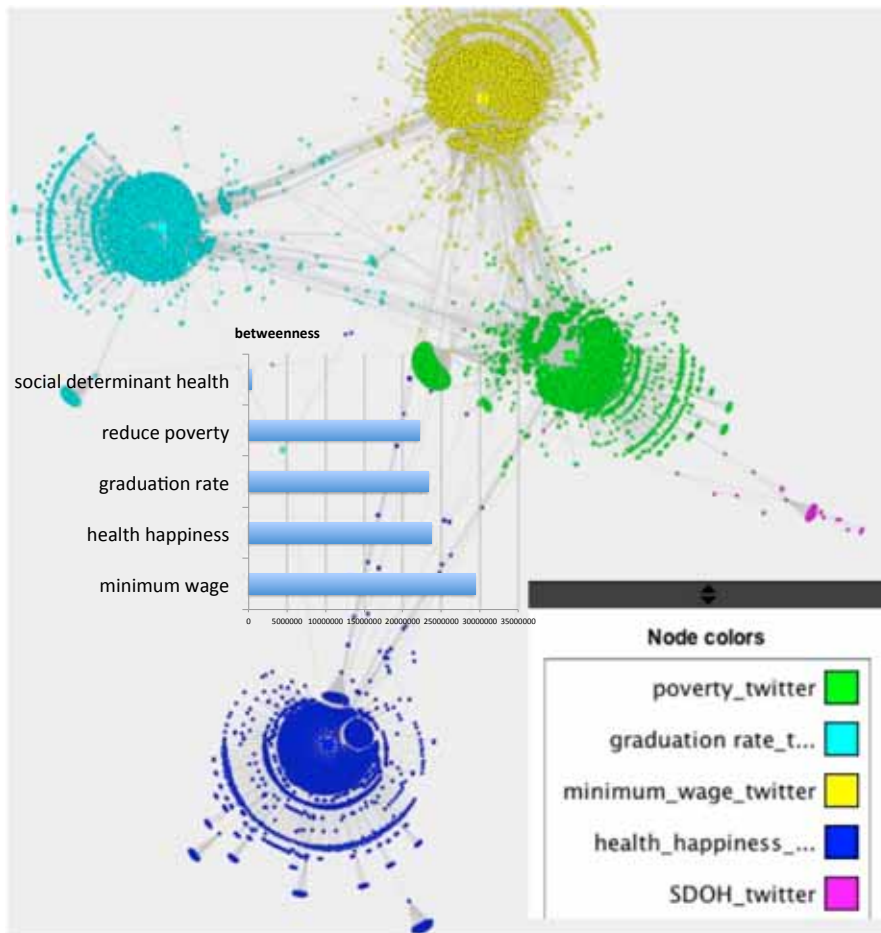 betweenness
social determinant health
reduce poverty
graduation rate
health happiness
minimum wage
0 5000000 10000000 15000000 20000000 25000000 30000000 35000000
Node colors
poverty_twitter
graduation rate_t...
minimum_wage_twitter
health_happiness_...
SDOH_twitter